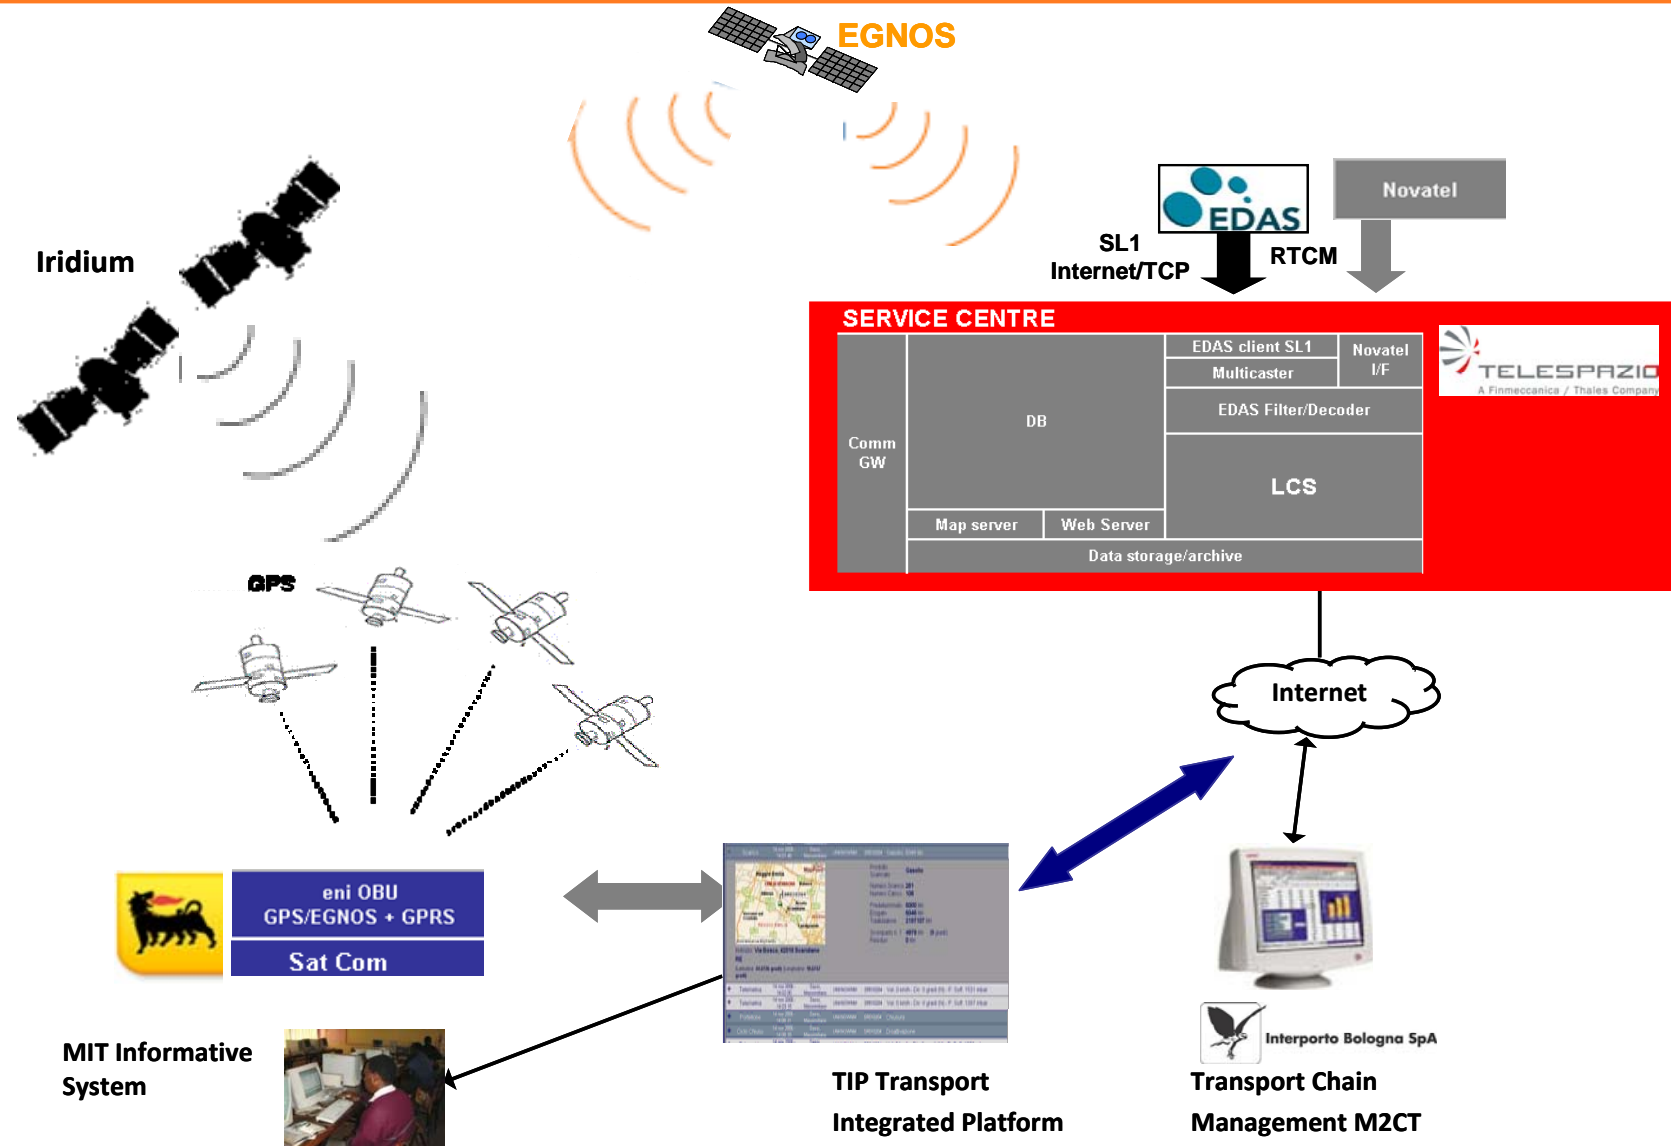 EGNOS
Iridium
EDAS
Novatel
SL1
Internet/TCP
RTCM
SERVICE CENTRE
EDAS client SL1
Novatel
I/F
Multicaster
EDAS Filter/Decoder
DB
Comm
GW
LCS
Map server
Web Server
Data storage/archive
TELESPAZIO
A Finmeccanica / Thales Company
GPS
Internet
eni OBU
GPS/EGNOS + GPRS
Sat Com
MIT Informative
System
TIP Transport
Integrated Platform
Interporto Bologna SpA
Transport Chain
Management M2CT